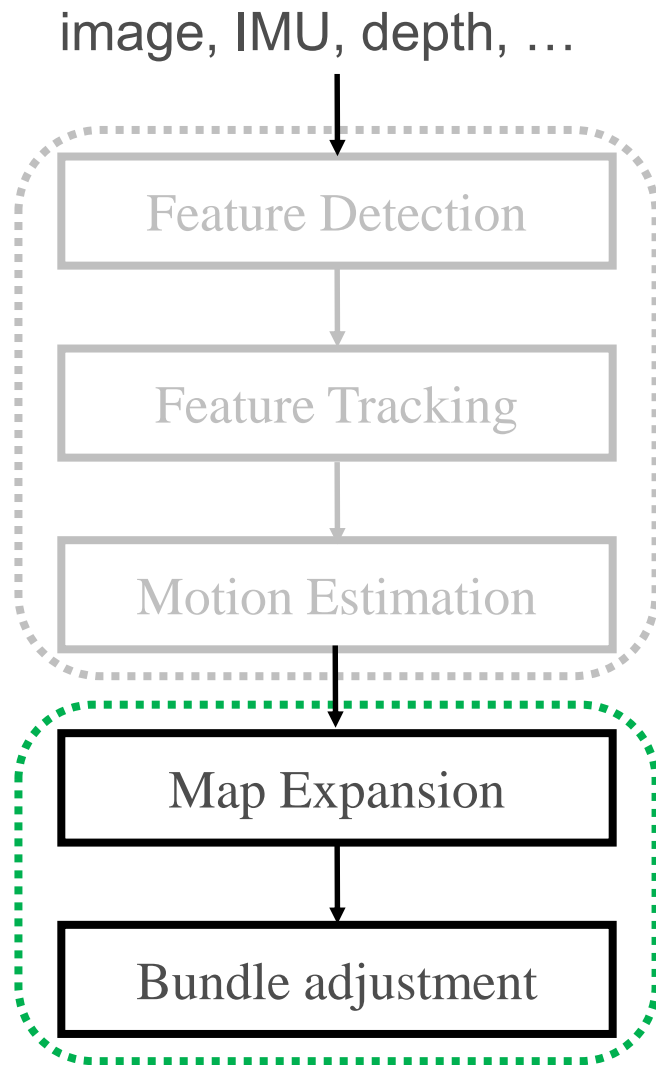 image, IMU, depth, …
Feature Detection
Feature Tracking
Motion Estimation
Map Expansion
Bundle adjustment